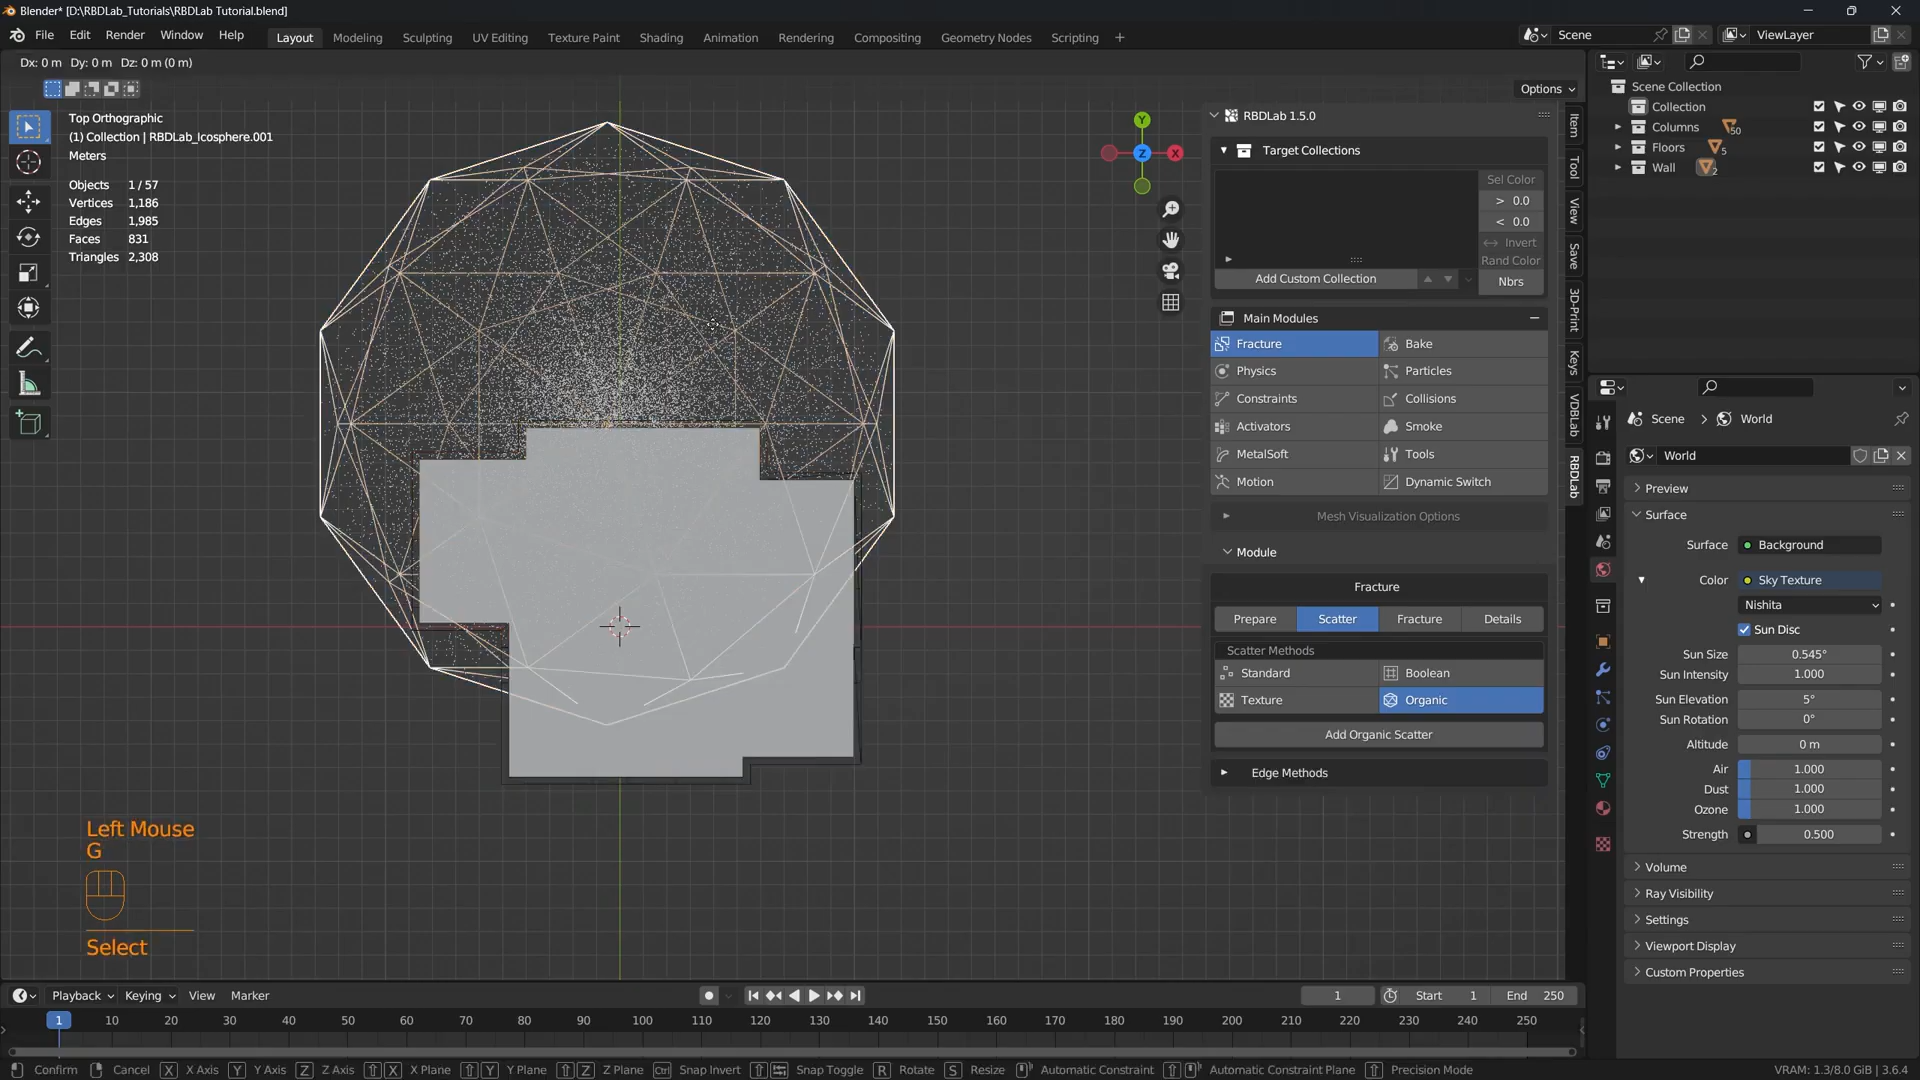 Blender* [D:\RBDLab_Tutorials\RBDLab Tutorial.blend]
File Edit Render Window Help
Layout Modeling Sculpting UV Editing Texture Paint Shading Animation Rendering Compositing Geometry Nodes Scripting
Scene
ViewLayer
Dx: 0 m Dy: 0 m Dz: 0 m (0 m)
Options
Top Orthographic
(1) Collection | RBDLab_Icosphere.001
Meters
Objects 1 / 57
Vertices 1,186
Edges 1,985
Faces 831
Triangles 2,308
Y
Z
X
RBDLab 1.5.0
Target Collections
Sel Color
> 0.0
< 0.0
Invert
Rand Color
Add Custom Collection
Nbrs
Main Modules
Fracture Bake
Physics Particles
Constraints Collisions
Activators Smoke
MetalSoft Tools
Motion Dynamic Switch
Mesh Visualization Options
Module
Fracture
Prepare Scatter Fracture Details
Scatter Methods
Standard Boolean
Texture Organic
Add Organic Scatter
Edge Methods
Item
Tool
View
Save
3D-Print
Keys
VDBLab
RBDLab
Scene Collection
Collection
Columns 50
Floors 5
Wall 2
Scene World
World
Preview
Surface
Surface Background
Color Sky Texture
Nishita
Sun Disc
Sun Size 0.545°
Sun Intensity 1.000
Sun Elevation 5°
Sun Rotation 0°
Altitude 0 m
Air 1.000
Dust 1.000
Ozone 1.000
Strength 0.500
Volume
Ray Visibility
Settings
Viewport Display
Custom Properties
Left Mouse
G
Select
Playback Keying View Marker
1 Start 1 End 250
1 10 20 30 40 50 60 70 80 90 100 110 120 130 140 150 160 170 180 190 200 210 220 230 240 250
Confirm Cancel X X Axis Y Y Axis Z Z Axis X X Plane Y Y Plane Z Z Plane Ctrl Snap Invert Snap Toggle R Rotate S Resize Automatic Constraint Automatic Constraint Plane Precision Mode
VRAM: 1.3/8.0 GiB | 3.6.4